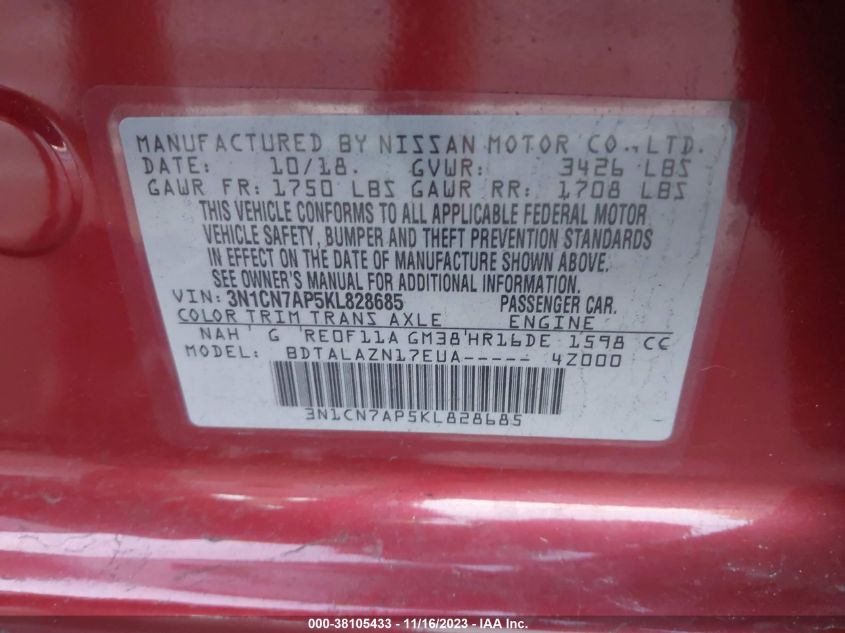 MANUFACTURED BY NISSAN MOTOR CO., LTD.
DATE: 10/18. GVWR: 3426 LBS
GAWR FR: 1750 LBS GAWR RR: 1708 LBS
THIS VEHICLE CONFORMS TO ALL APPLICABLE FEDERAL MOTOR
VEHICLE SAFETY, BUMPER AND THEFT PREVENTION STANDARDS
IN EFFECT ON THE DATE OF MANUFACTURE SHOWN ABOVE.
SEE OWNER'S MANUAL FOR ADDITIONAL INFORMATION.
VIN: 3N1CN7AP5KL828685 PASSENGER CAR.
COLOR TRIM TRANS AXLE ENGINE
NAH' G 'RE0F11A GM38'HR16DE 1598 CC
MODEL: BDTALAZN17EUA----- 4Z000
3N1CN7AP5KL828685
000-38105433 - 11/16/2023 - IAA Inc.